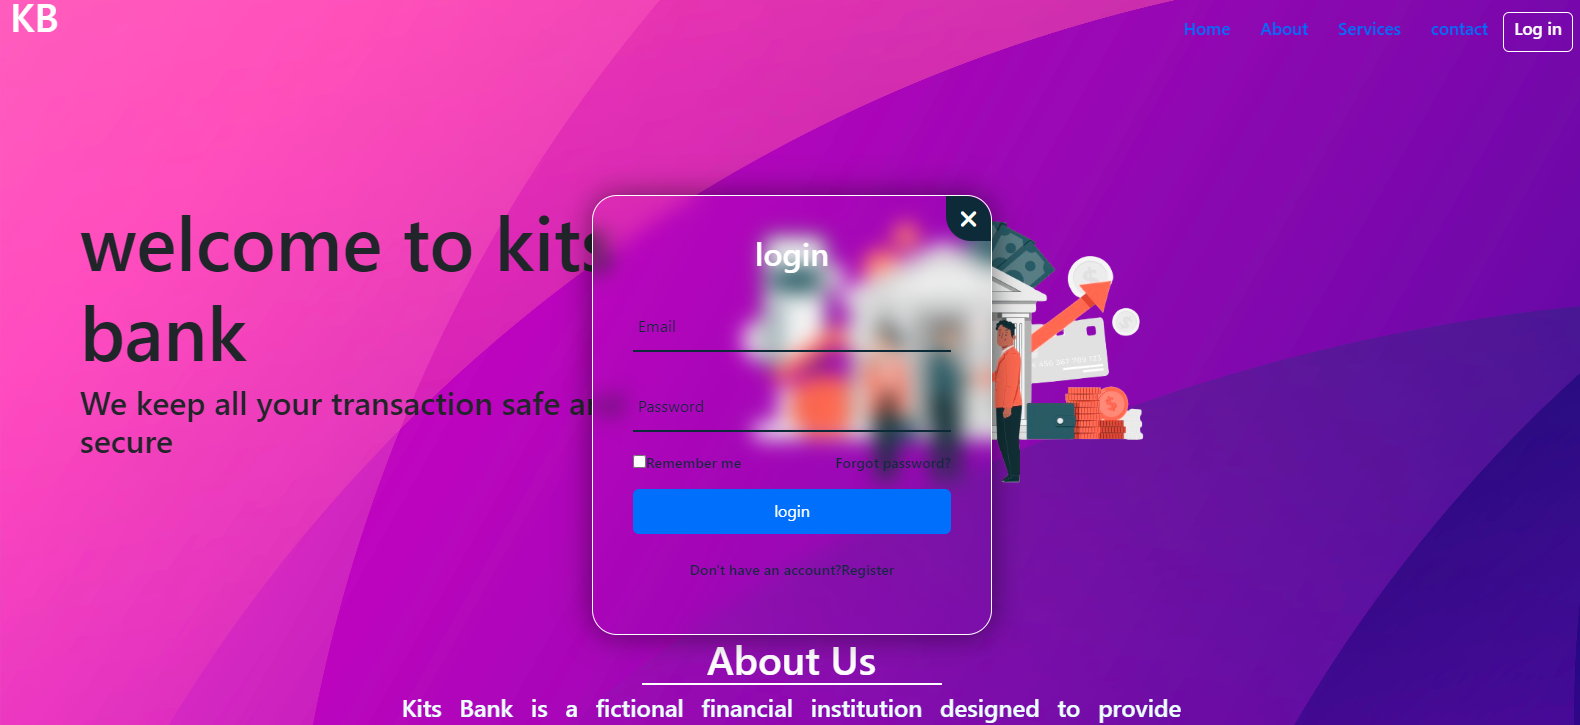 KB
Home About Services contact Log in
welcome to kits
bank
We keep all your transaction safe
secure
login
Email
Password
Remember me Forgot password?
login
Don't have an account?Register
About Us
Kits Bank is a fictional financial institution designed to provide